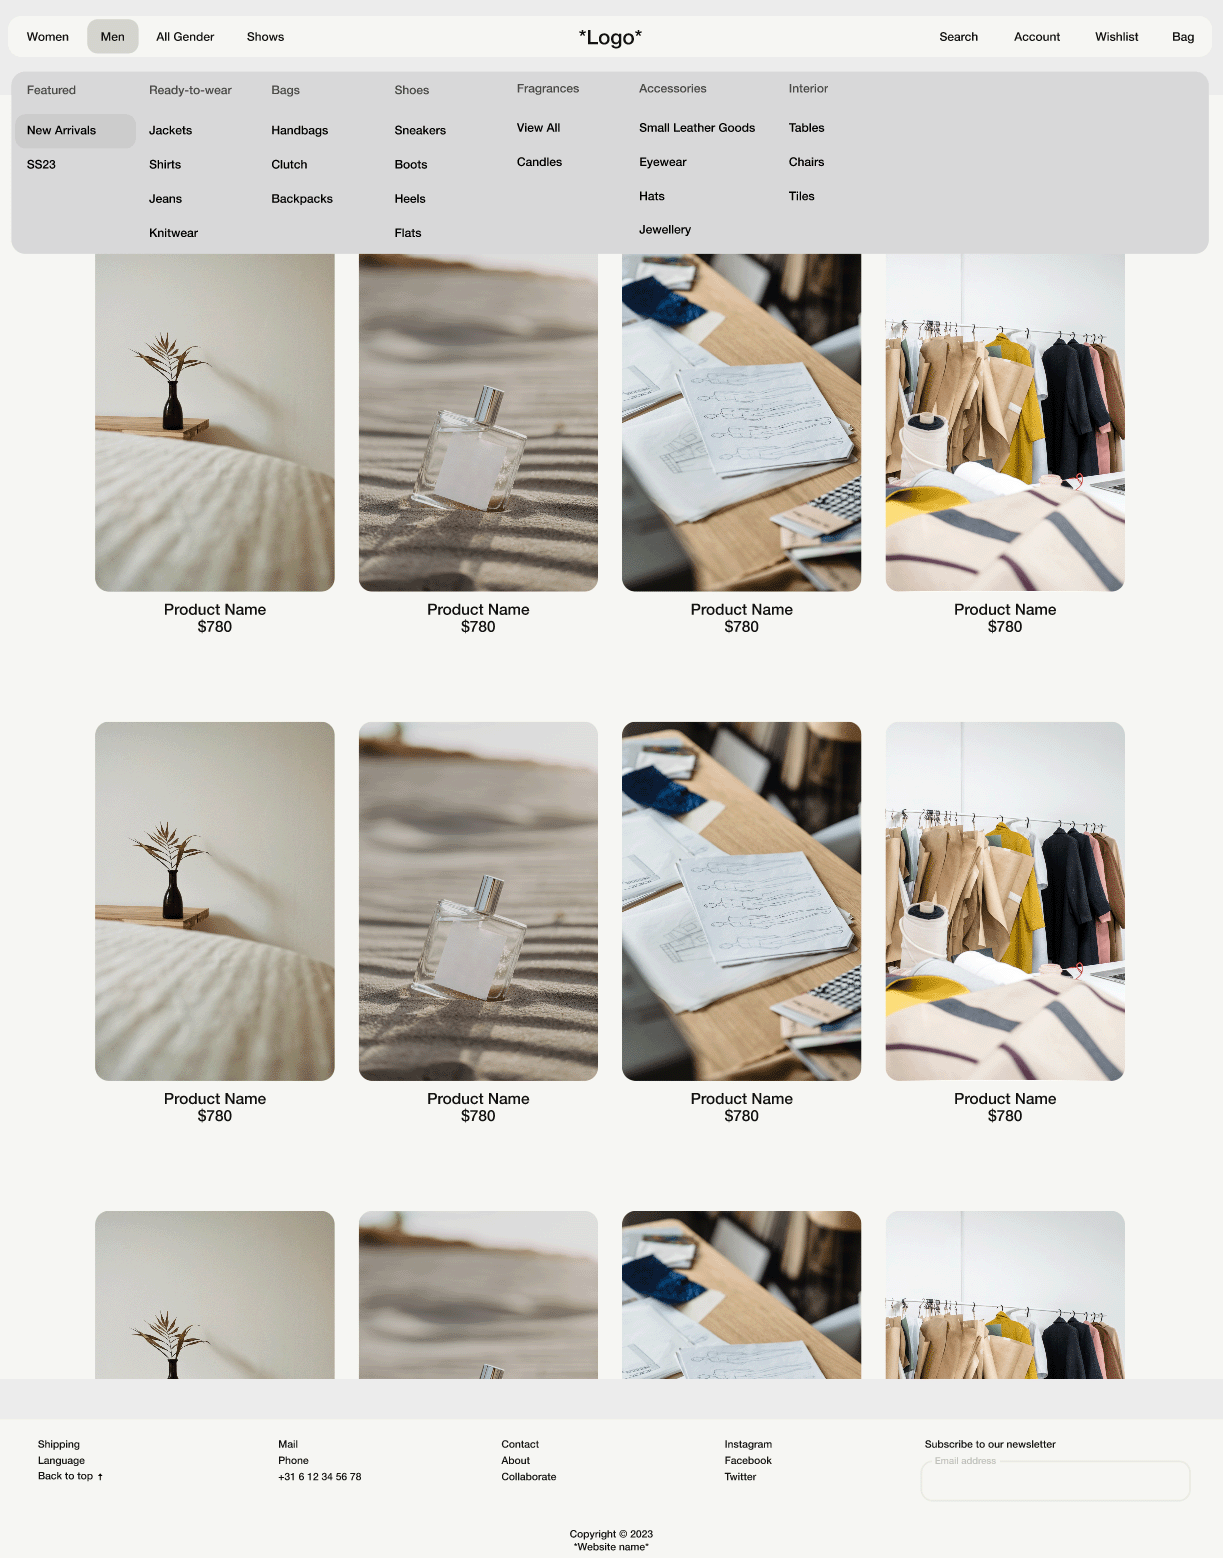 Women Men All Gender Shows *Logo* Search Account Wishlist Bag
Featured
New Arrivals
SS23
Ready-to-wear
Jackets
Shirts
Jeans
Knitwear
Bags
Handbags
Clutch
Backpacks
Shoes
Sneakers
Boots
Heels
Flats
Fragrances
View All
Candles
Accessories
Small Leather Goods
Eyewear
Hats
Jewellery
Interior
Tables
Chairs
Tiles
Product Name
$780
Product Name
$780
Product Name
$780
Product Name
$780
Product Name
$780
Product Name
$780
Product Name
$780
Product Name
$780
Shipping
Language
Back to top ↑
Mail
Phone
+31 6 12 34 56 78
Contact
About
Collaborate
Instagram
Facebook
Twitter
Subscribe to our newsletter
Email address
Copyright © 2023
*Website name*